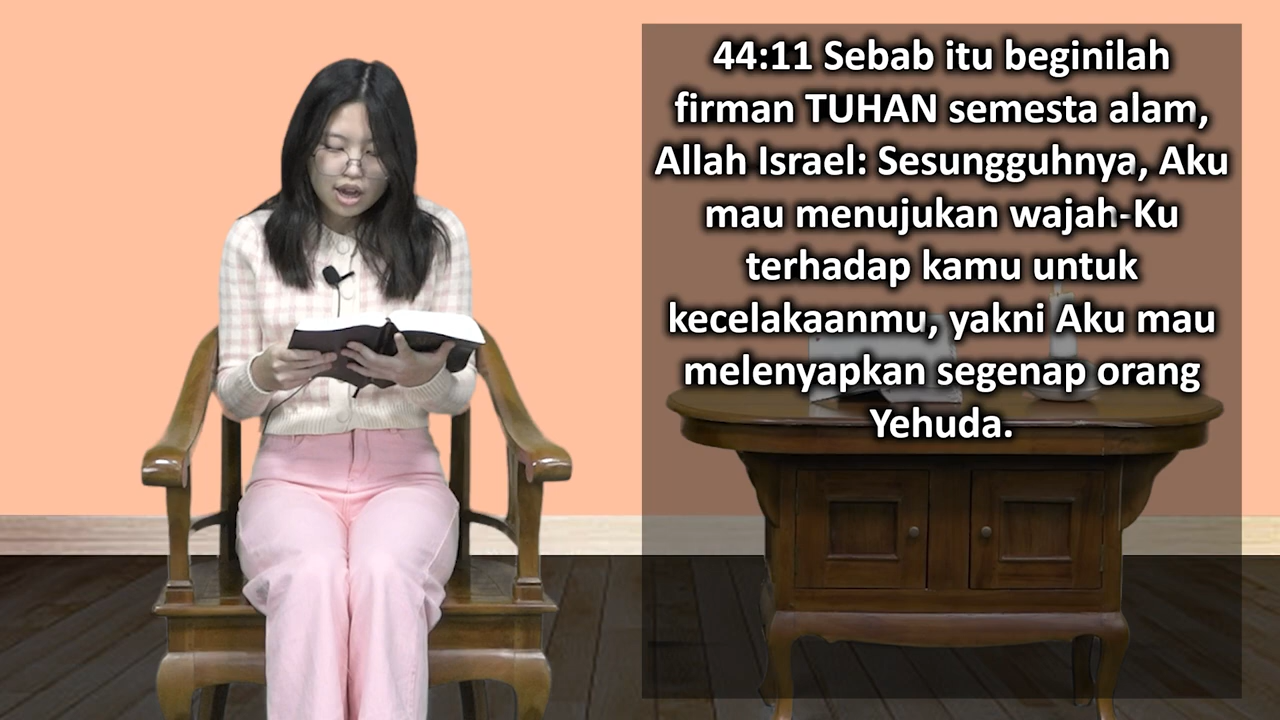 44:11 Sebab itu beginilah
firman TUHAN semesta alam,
Allah Israel: Sesungguhnya, Aku
mau menujukan wajah-Ku
terhadap kamu untuk
kecelakaanmu, yakni Aku mau
melenyapkan segenap orang
Yehuda.